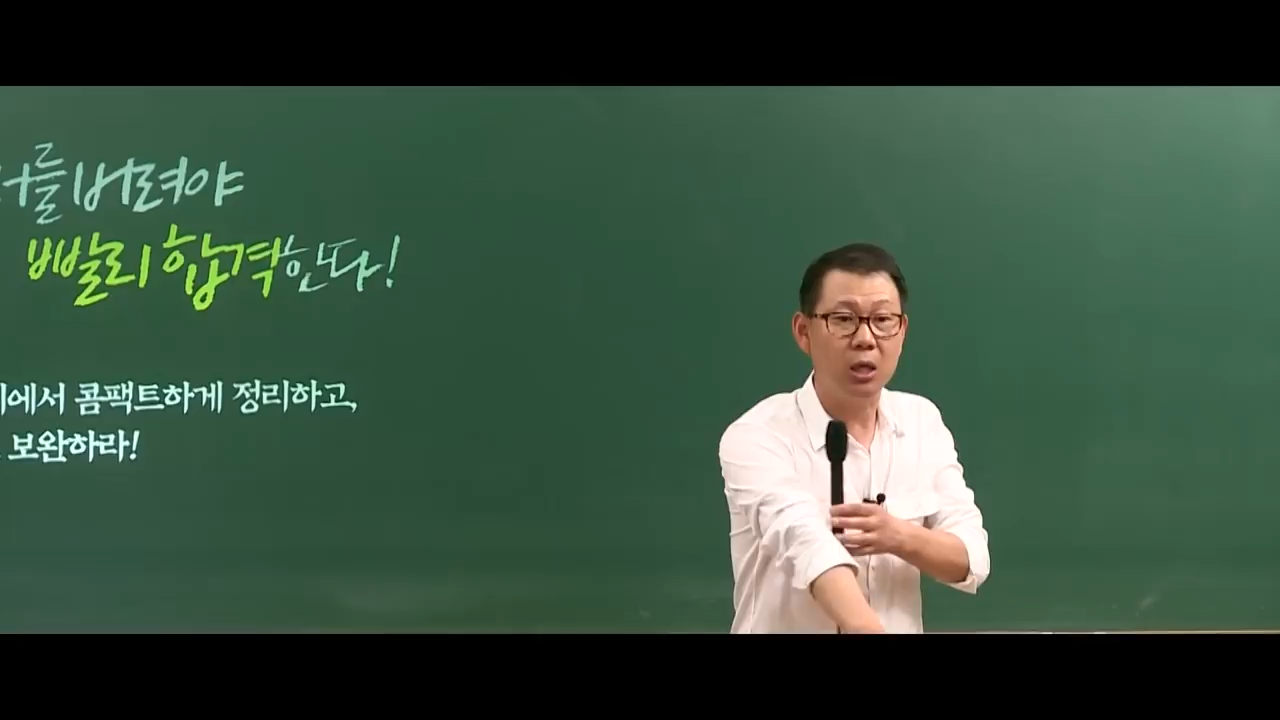 를 버려야
빨리 합격한다!
에서 콤팩트하게 정리하고,
보완하라!